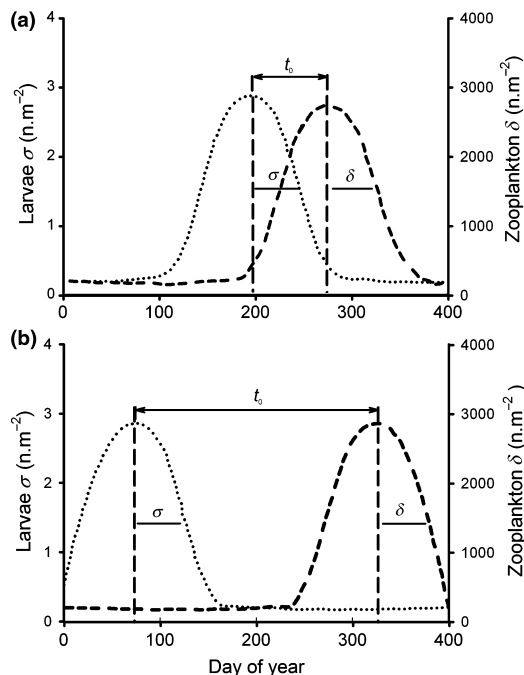 (a)
4
3
2
1
0
Larvae σ (n.m⁻²)
t₀
σ
δ
4000
3000
2000
1000
0
Zooplankton δ (n.m⁻²)
0 100 200 300 400
(b)
4
3
2
1
0
Larvae σ (n.m⁻²)
t₀
σ
δ
4000
3000
2000
1000
0
Zooplankton δ (n.m⁻²)
0 100 200 300 400
Day of year